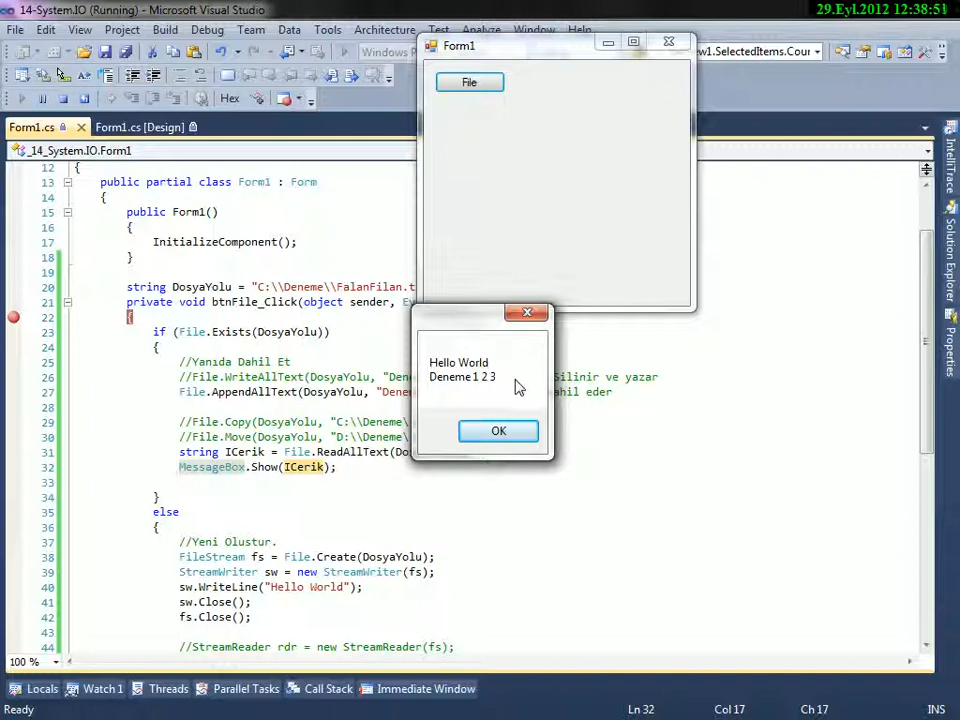 14-System.IO (Running) - Microsoft Visual Studio
29.Eyl.2012 12:38:51
File Edit View Project Build Debug Team Data Tools Architecture Test Analyze Window Help
Windows
w1.SelectedItems.Cour
Hex
Form1.cs Form1.cs [Design]
_14_System.IO.Form1
Form1
File
12 {
13 public partial class Form1 : Form
14 {
15 public Form1()
16 {
17 InitializeComponent();
18 }
19
20 string DosyaYolu = "C:\\Deneme\\FalanFilan.t
21 private void btnFile_Click(object sender, Ev
22 {
23 if (File.Exists(DosyaYolu))
24 {
25 //Yanıda Dahil Et
26 //File.WriteAllText(DosyaYolu, "Den Silinir ve yazar
27 File.AppendAllText(DosyaYolu, "Dene ahil eder
28
29 //File.Copy(DosyaYolu, "C:\\Deneme\
30 //File.Move(DosyaYolu, "D:\\Deneme\
31 string ICerik = File.ReadAllText(Do
32 MessageBox.Show(ICerik);
33
34 }
35 else
36 {
37 //Yeni Olustur.
38 FileStream fs = File.Create(DosyaYolu);
39 StreamWriter sw = new StreamWriter(fs);
40 sw.WriteLine("Hello World");
41 sw.Close();
42 fs.Close();
43
44 //StreamReader rdr = new StreamReader(fs);
Hello World
Deneme 1 2 3
OK
IntelliTrace
Solution Explorer
Properties
100 %
Locals Watch 1 Threads Parallel Tasks Call Stack Immediate Window
Ready Ln 32 Col 17 Ch 17 INS